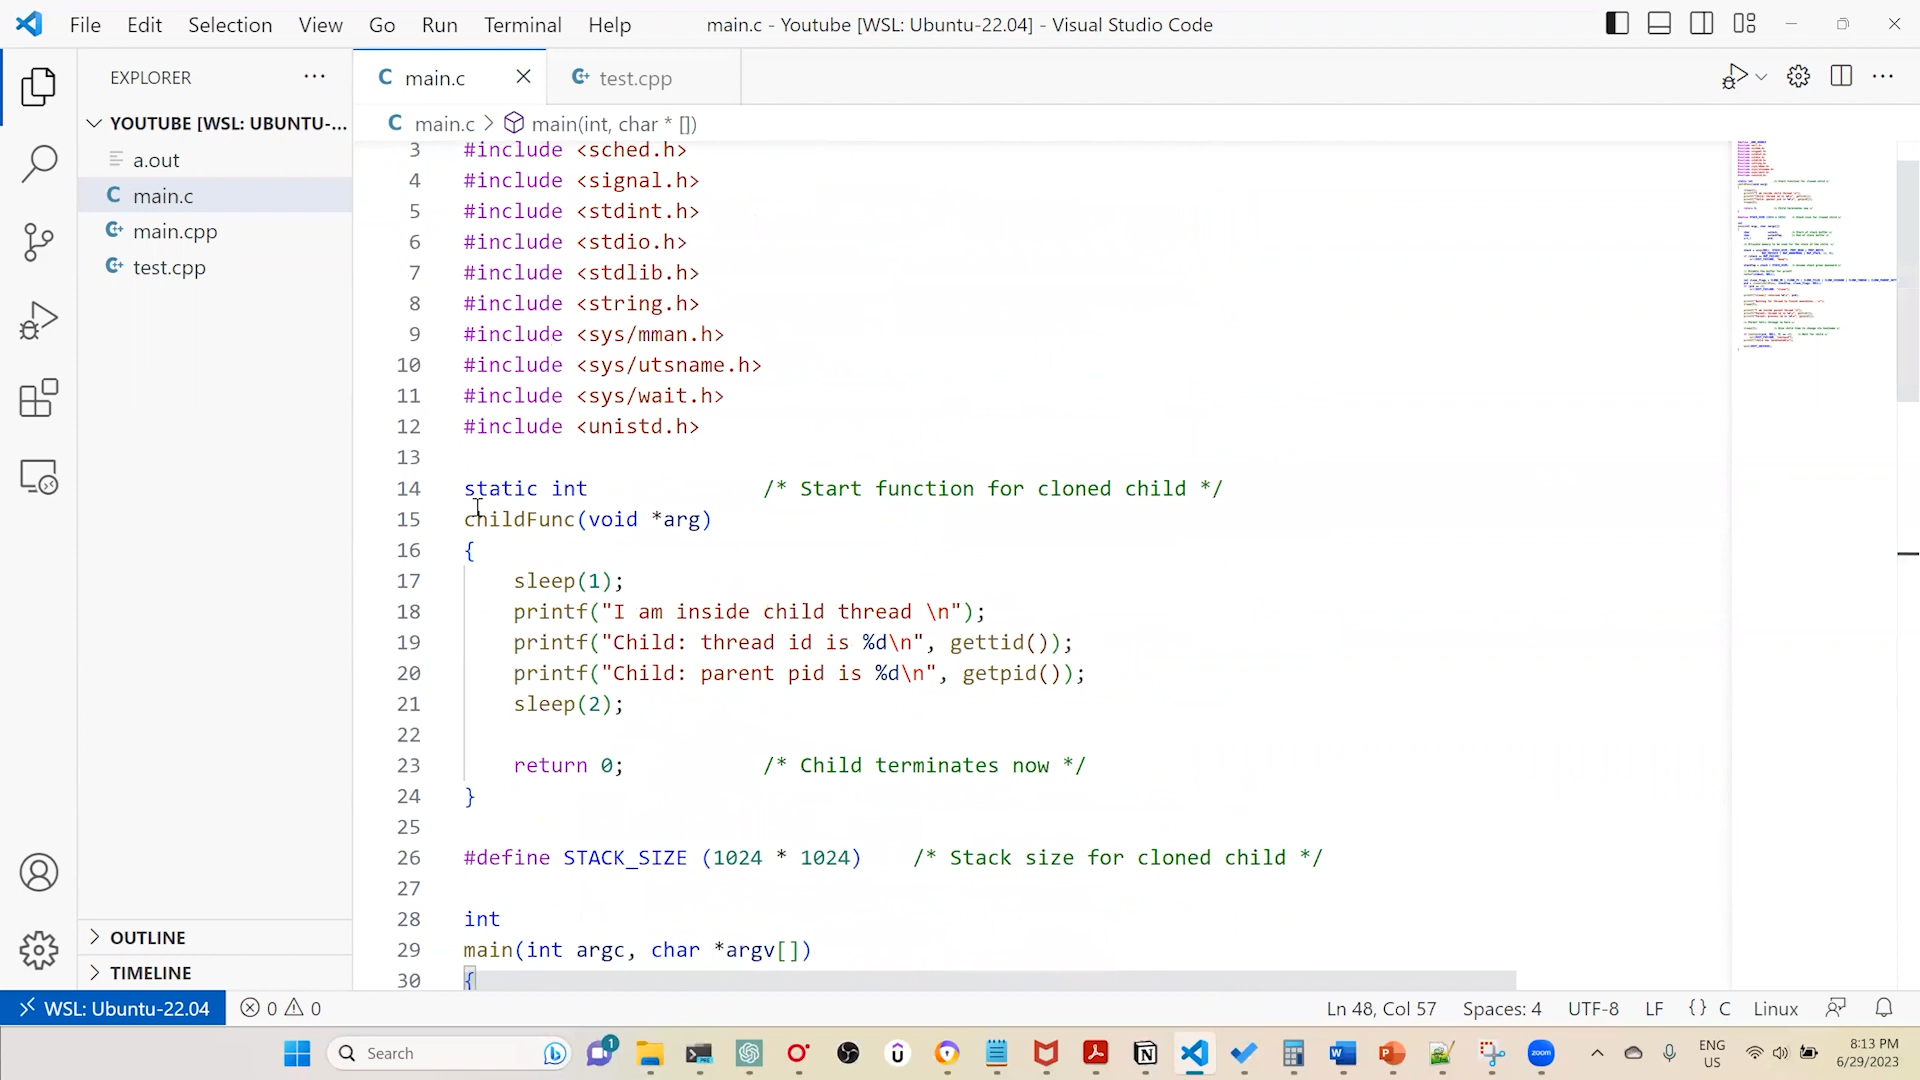 File Edit Selection View Go Run Terminal Help
main.c - Youtube [WSL: Ubuntu-22.04] - Visual Studio Code
EXPLORER
YOUTUBE [WSL: UBUNTU-...
a.out
C main.c
main.cpp
test.cpp
OUTLINE
TIMELINE
C main.c
test.cpp
C main.c > main(int, char * [])
3 #include <sched.h>
4 #include <signal.h>
5 #include <stdint.h>
6 #include <stdio.h>
7 #include <stdlib.h>
8 #include <string.h>
9 #include <sys/mman.h>
10 #include <sys/utsname.h>
11 #include <sys/wait.h>
12 #include <unistd.h>
13
14 static int /* Start function for cloned child */
15 childFunc(void *arg)
16 {
17 sleep(1);
18 printf("I am inside child thread \n");
19 printf("Child: thread id is %d\n", gettid());
20 printf("Child: parent pid is %d\n", getpid());
21 sleep(2);
22
23 return 0; /* Child terminates now */
24 }
25
26 #define STACK_SIZE (1024 * 1024) /* Stack size for cloned child */
27
28 int
29 main(int argc, char *argv[])
30 {
WSL: Ubuntu-22.04 0 0 Ln 48, Col 57 Spaces: 4 UTF-8 LF {} C Linux
Search
1
zoom
ENG
US
8:13 PM
6/29/2023